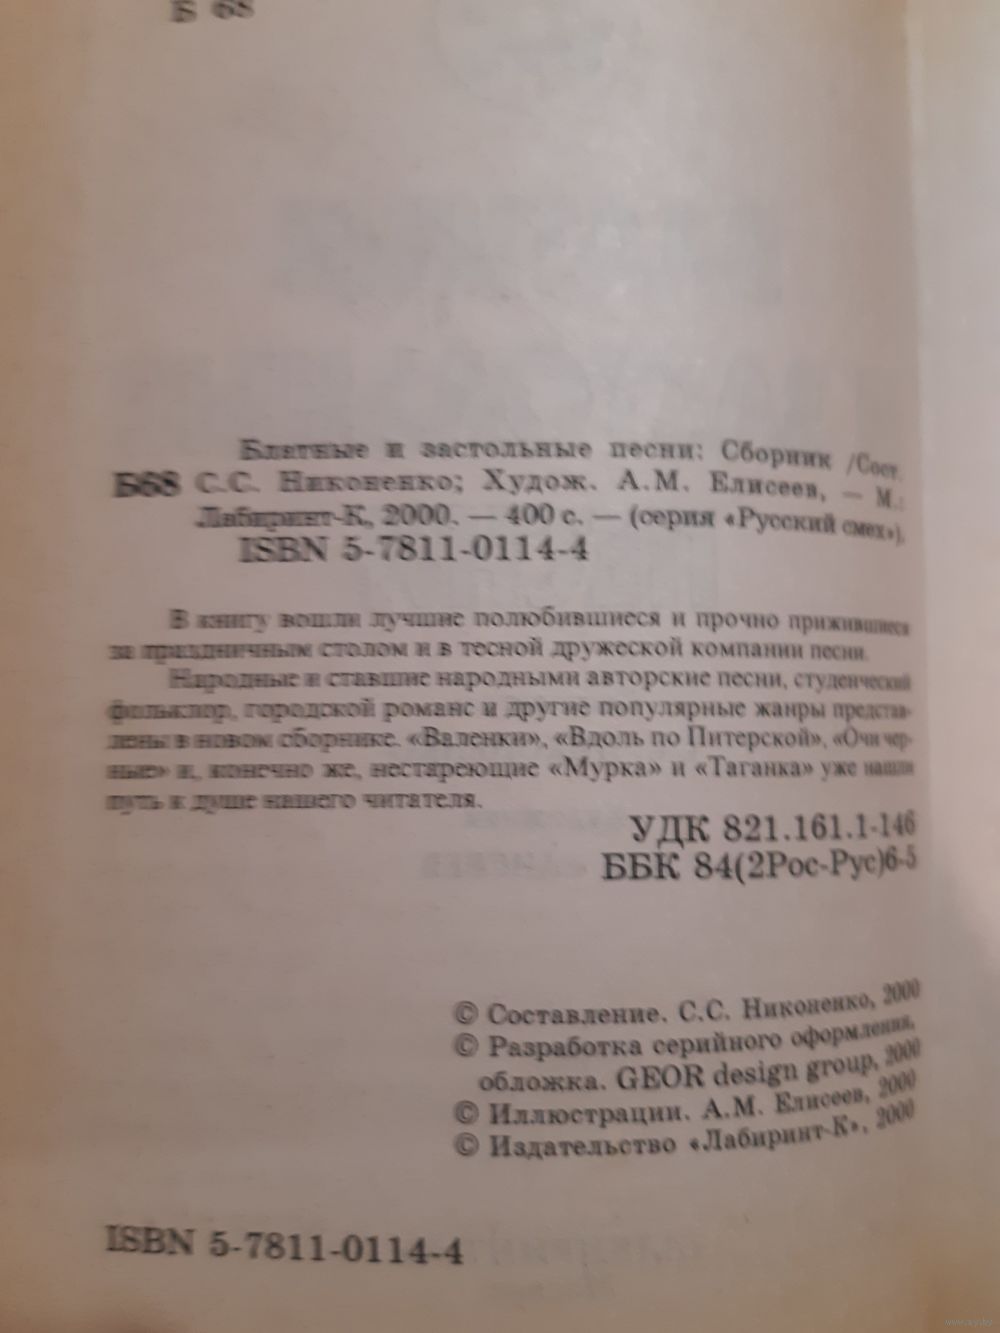 Б 68
Блатные и застольные песни: Сборник /Сост.
Б68 С.С. Никоненко; Худож. А.М. Елисеев, — М.:
Лабиринт-К, 2000. — 400 с. — (серия «Русский смех»).
ISBN 5-7811-0114-4
В книгу вошли лучшие полюбившиеся и прочно прижившиеся
за праздничным столом и в тесной дружеской компании песни.
Народные и ставшие народными авторские песни, студенческий
фольклор, городской романс и другие популярные жанры представ-
лены в новом сборнике. «Валенки», «Вдоль по Питерской», «Очи чер-
ные» и, конечно же, нестареющие «Мурка» и «Таганка» уже нашли
путь к душе нашего читателя.
УДК 821.161.1-146
ББК 84(2Рос-Рус)6-5
© Составление. С.С. Никоненко, 2000
© Разработка серийного оформления,
обложка. GEOR design group, 2000
© Иллюстрации. А.М. Елисеев, 2000
© Издательство «Лабиринт-К», 2000
ISBN 5-7811-0114-4